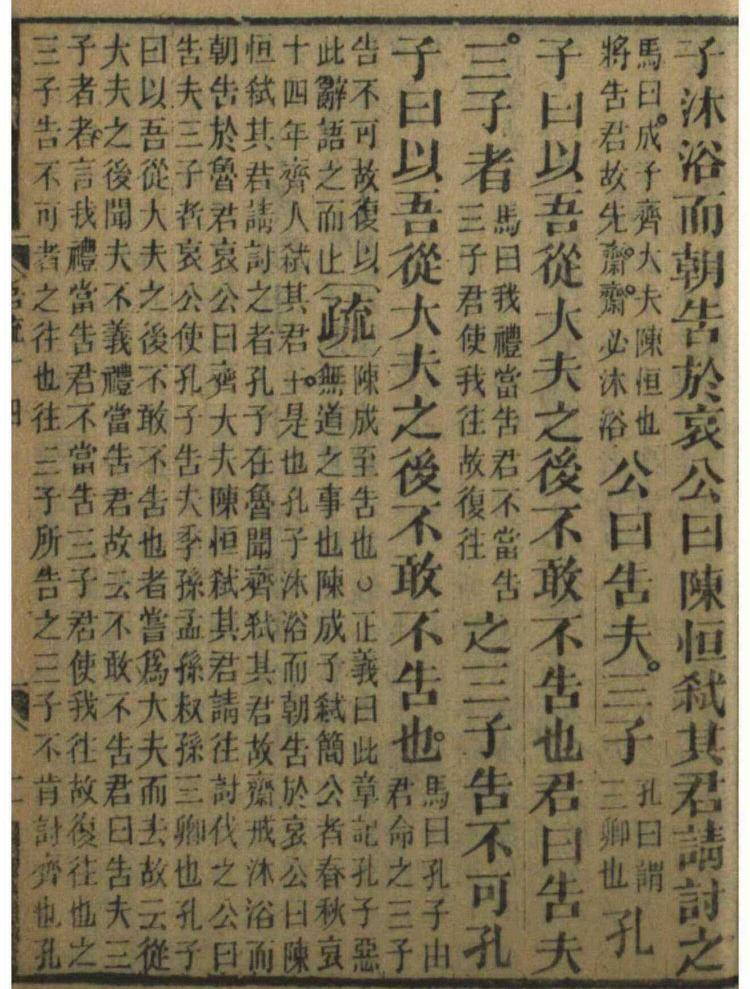 子沐浴而朝告於哀公曰陳恒弒其君請討之
馬曰成子齊大夫陳恒也
將告君故先齋齋必沐浴
公曰告夫三子
孔曰謂
三卿也
孔
子曰以吾從大夫之後不敢不告也君曰告夫
三子者
馬曰我禮當告君不當告
三子君使我往故復往
之三子告不可孔
子曰以吾從大夫之後不敢不告也
馬曰孔子由
君命之三子
告不可故復以
此辭語之而止
疏
陳成至告也○正義曰此章記孔子惡
無道之事也陳成子弒簡公者春秋哀
十四年齊人弒其君壬是也孔子沐浴而朝告於哀公曰陳
恒弒其君請討之者孔子在魯聞齊弒其君故齋戒沐浴而
朝告於魯君哀公曰齊大夫陳恒弒其君請往討伐之公曰
告夫三子者哀公使孔子告夫季孫孟孫叔孫三卿也孔子
曰以吾從大夫之後不敢不告也者嘗爲大夫而去故云從
大夫之後聞夫不義禮當告君故云不敢不告君曰告夫三
子者者言我禮當告君不當告三子君使我往故復往也之
三子告不可者之往也往三子所告之三子不肯討齊也孔